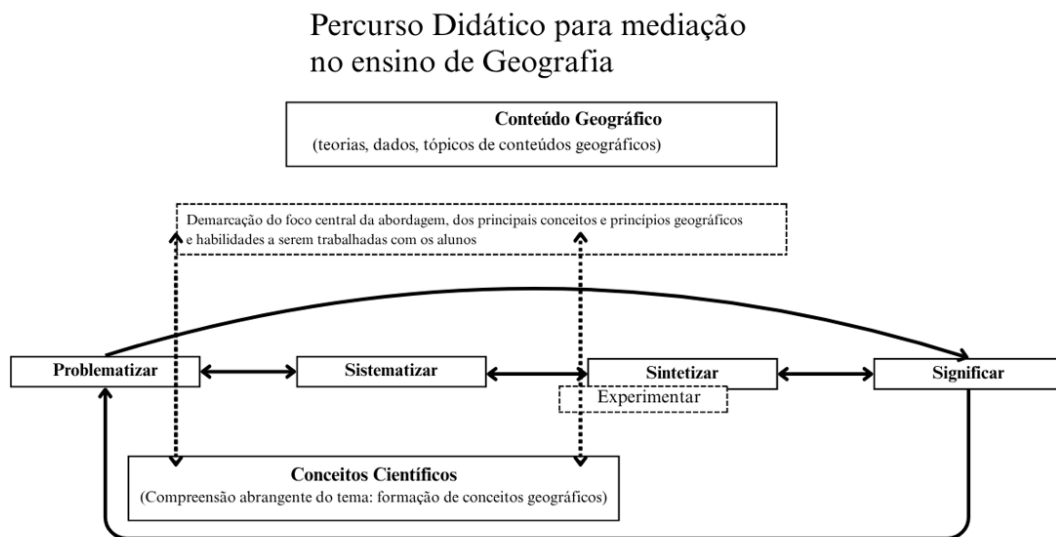 Percurso Didático para mediação
no ensino de Geografia
Conteúdo Geográfico
(teorias, dados, tópicos de conteúdos geográficos)
Demarcação do foco central da abordagem, dos principais conceitos e princípios geográficos
e habilidades a serem trabalhadas com os alunos
Problematizar
Sistematizar
Sintetizar
Significar
Experimentar
Conceitos Científicos
(Compreensão abrangente do tema: formação de conceitos geográficos)